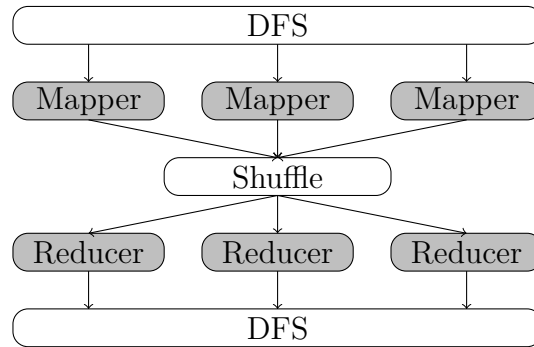 DFS
Mapper Mapper Mapper
Shuffle
Reducer Reducer Reducer
DFS